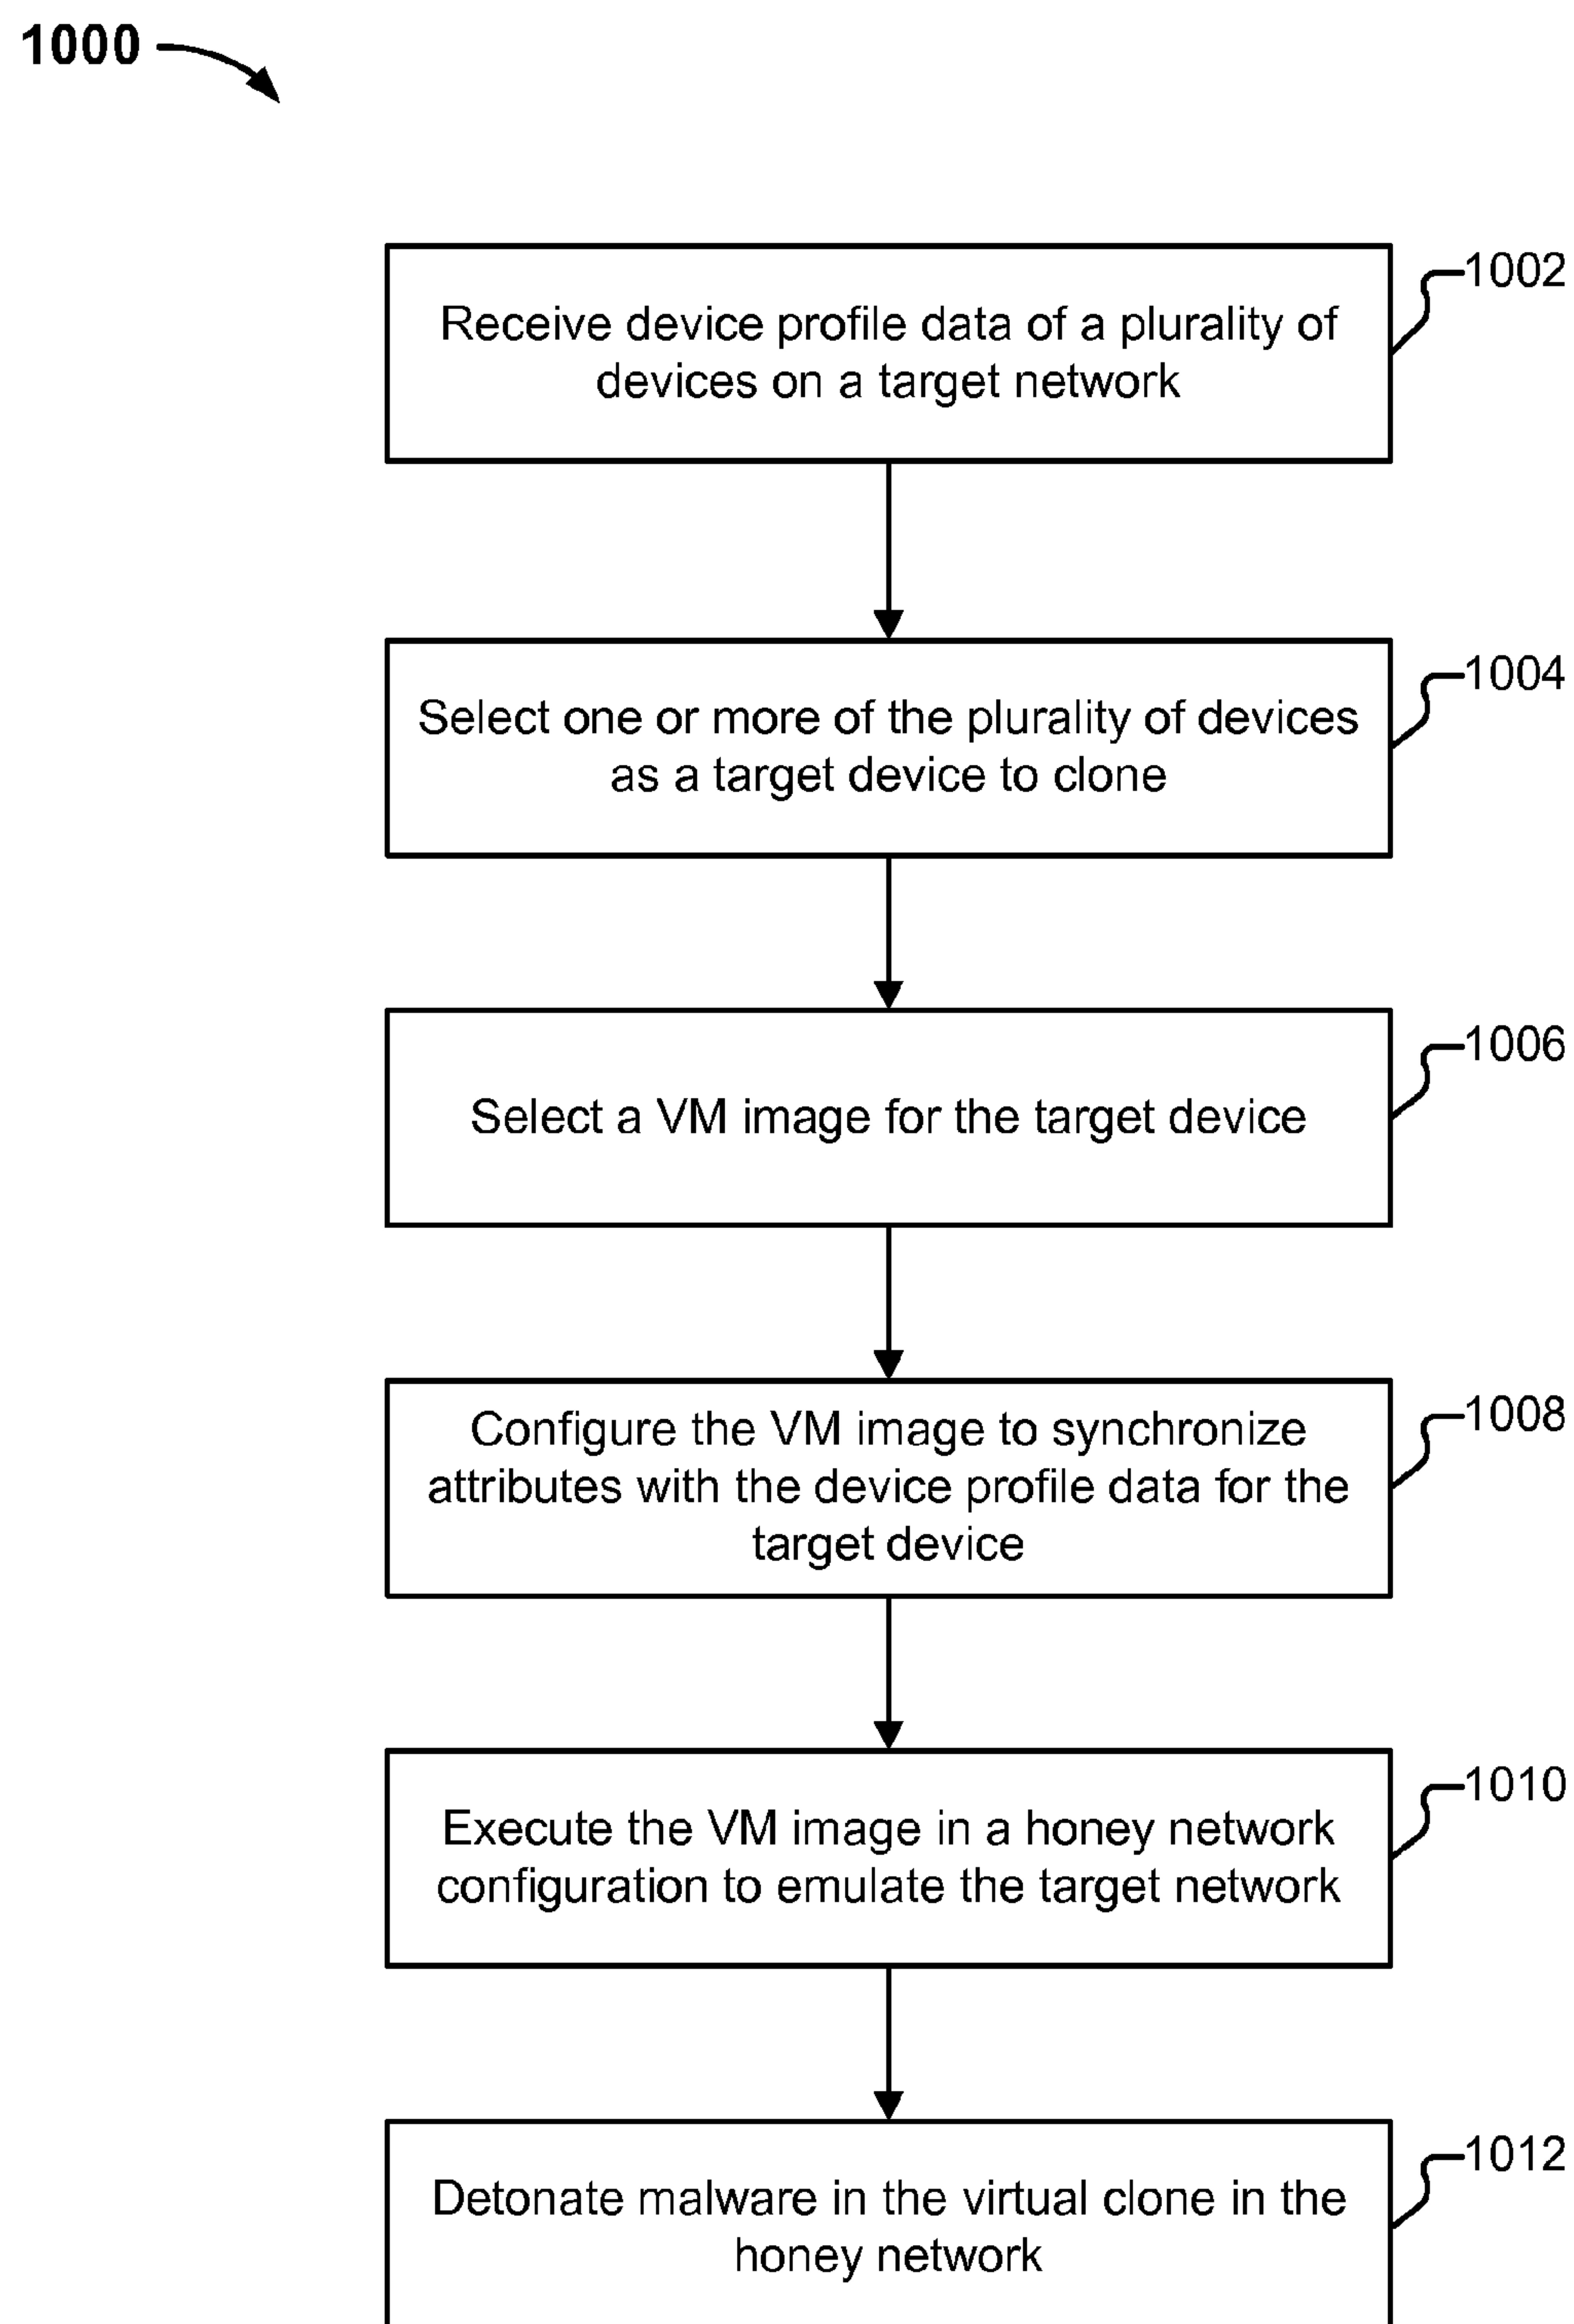 1000
1002
Receive device profile data of a plurality of
devices on a target network
1004
Select one or more of the plurality of devices
as a target device to clone
1006
Select a VM image for the target device
1008
Configure the VM image to synchronize
attributes with the device profile data for the
target device
1010
Execute the VM image in a honey network
configuration to emulate the target network
1012
Detonate malware in the virtual clone in the
honey network